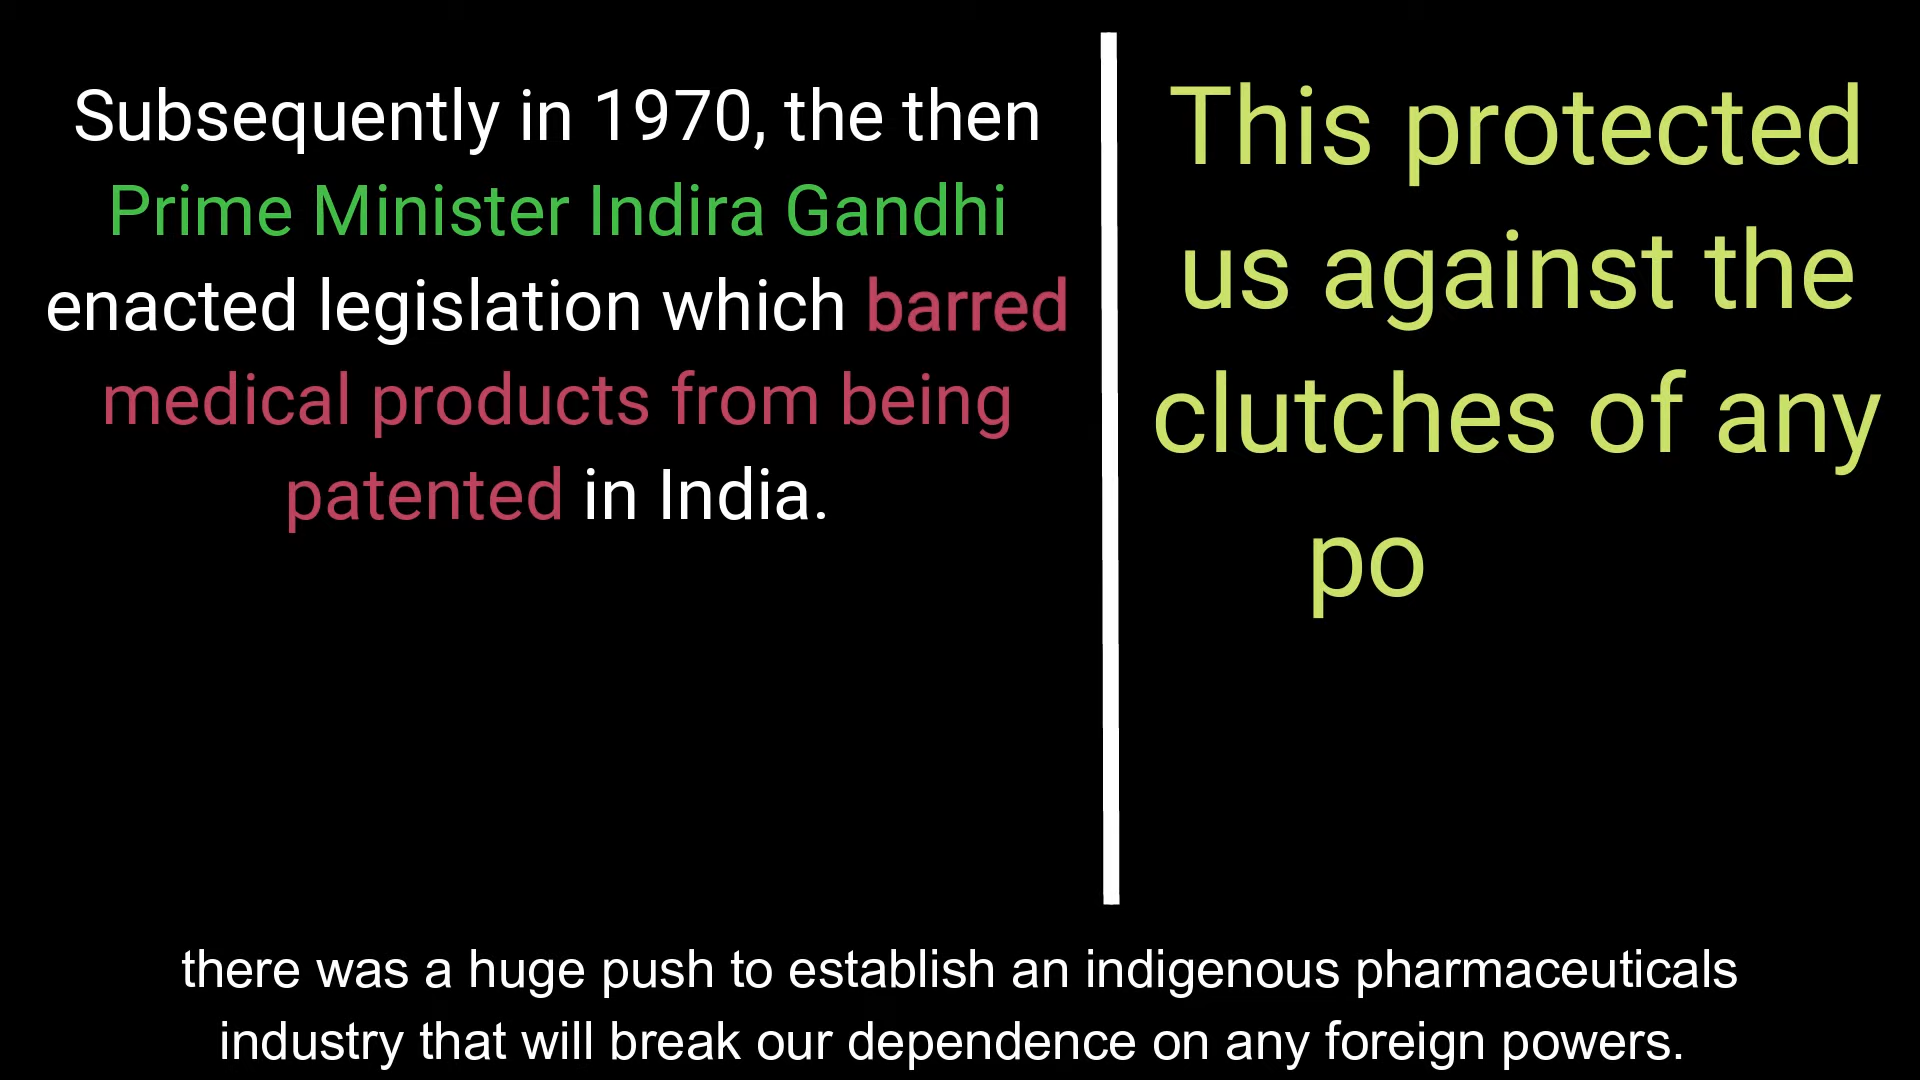 Subsequently in 1970, the then
Prime Minister Indira Gandhi
enacted legislation which barred
medical products from being
patented in India.
This protected
us against the
clutches of any
po
there was a huge push to establish an indigenous pharmaceuticals
industry that will break our dependence on any foreign powers.